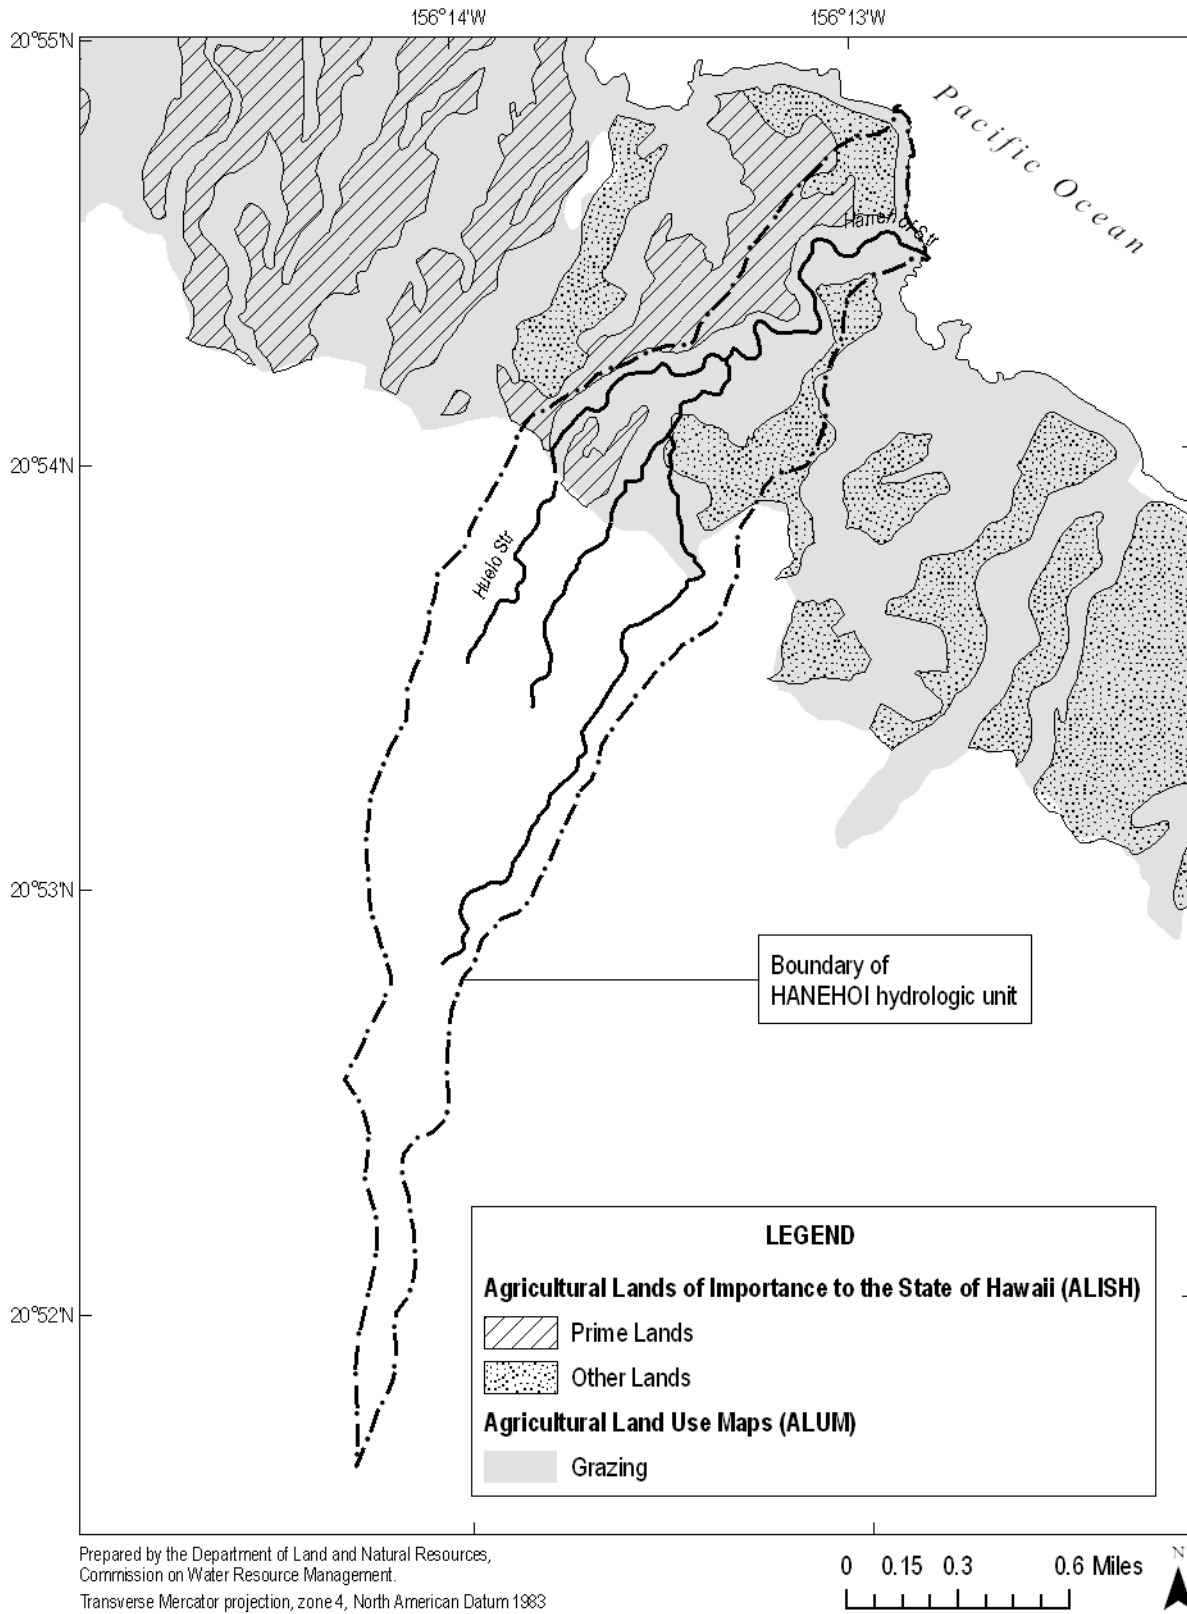 156°14'W
156°13'W
20°55'N
Pacific Ocean
Hanehoi Str
20°54'N
Huelo Str
20°53'N
Boundary of
HANEHOI hydrologic unit
20°52'N
LEGEND
Agricultural Lands of Importance to the State of Hawaii (ALISH)
Prime Lands
Other Lands
Agricultural Land Use Maps (ALUM)
Grazing
Prepared by the Department of Land and Natural Resources,
Commission on Water Resource Management.
Transverse Mercator projection, zone 4, North American Datum 1983
0 0.15 0.3 0.6 Miles
N